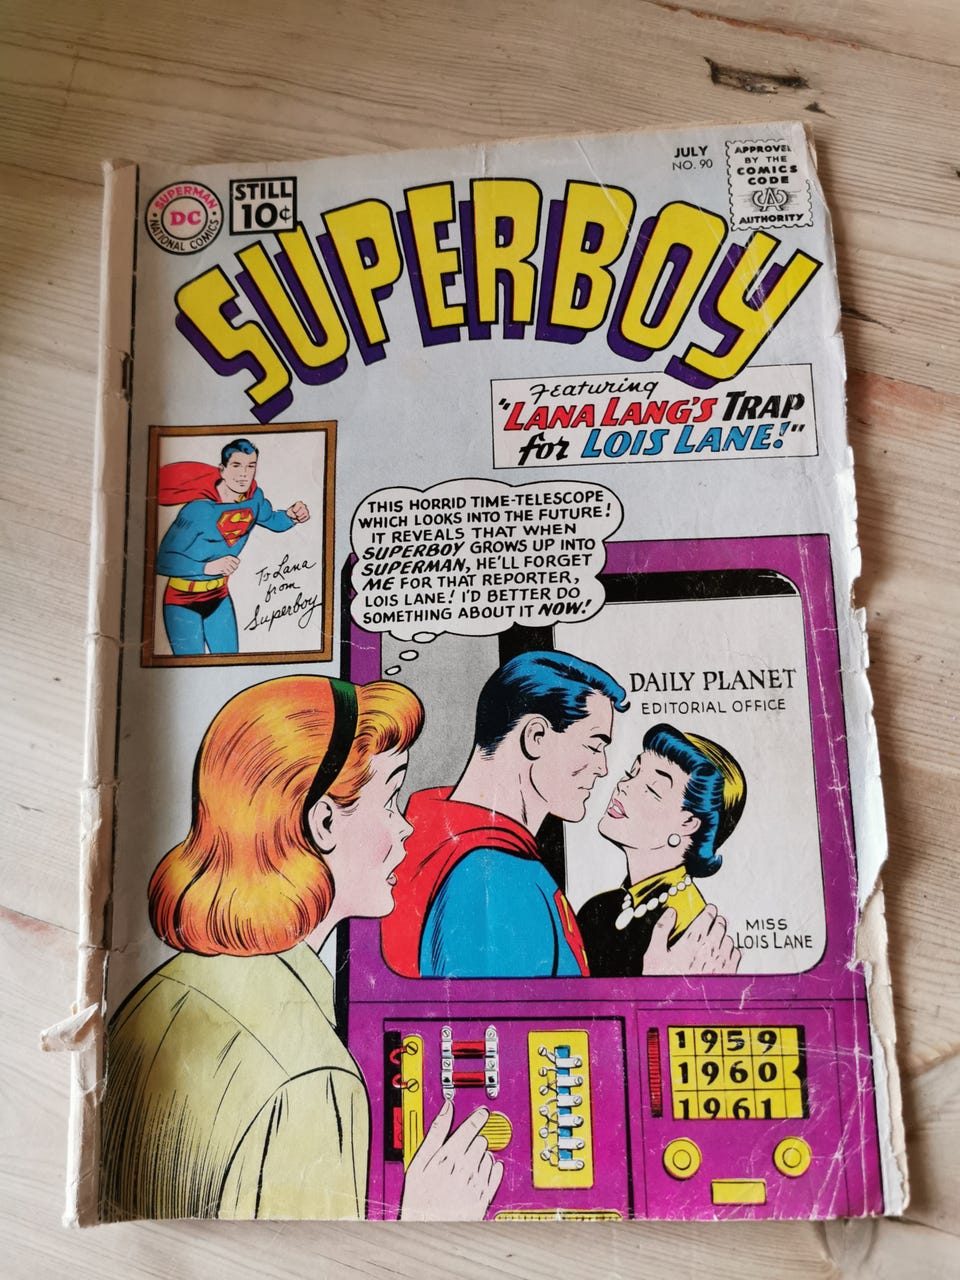 SUPERMAN
DC
NATIONAL COMICS
STILL
10¢
JULY
NO. 90
APPROVED
BY THE
COMICS
CODE
CA
AUTHORITY
SUPERBOY
Featuring
"LANA LANG'S TRAP
for LOIS LANE!"
THIS HORRID TIME-TELESCOPE
WHICH LOOKS INTO THE FUTURE!
IT REVEALS THAT WHEN
SUPERBOY GROWS UP INTO
SUPERMAN, HE'LL FORGET
ME FOR THAT REPORTER,
LOIS LANE! I'D BETTER DO
SOMETHING ABOUT IT NOW!
S
To Lana
from
Superboy
DAILY PLANET
EDITORIAL OFFICE
MISS
LOIS LANE
1959
1960
1961